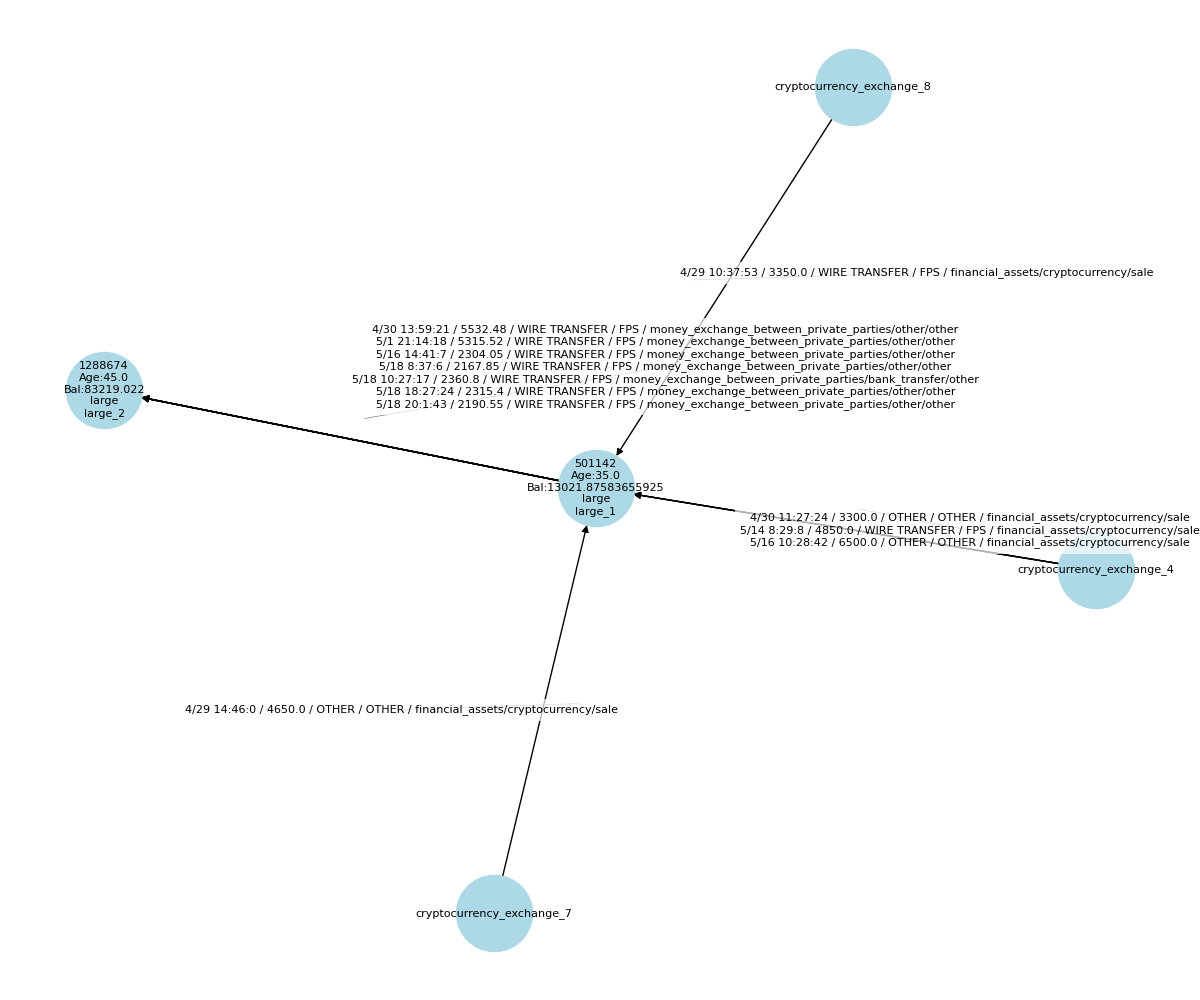 cryptocurrency_exchange_8
4/29 10:37:53 / 3350.0 / WIRE TRANSFER / FPS / financial_assets/cryptocurrency/sale
4/30 13:59:21 / 5532.48 / WIRE TRANSFER / FPS / money_exchange_between_private_parties/other/other
5/1 21:14:18 / 5315.52 / WIRE TRANSFER / FPS / money_exchange_between_private_parties/other/other
5/16 14:41:7 / 2304.05 / WIRE TRANSFER / FPS / money_exchange_between_private_parties/other/other
5/18 8:37:6 / 2167.85 / WIRE TRANSFER / FPS / money_exchange_between_private_parties/other/other
5/18 10:27:17 / 2360.8 / WIRE TRANSFER / FPS / money_exchange_between_private_parties/bank_transfer/other
5/18 18:27:24 / 2315.4 / WIRE TRANSFER / FPS / money_exchange_between_private_parties/other/other
5/18 20:1:43 / 2190.55 / WIRE TRANSFER / FPS / money_exchange_between_private_parties/other/other
1288674
Age:45.0
Bal:83219.022
large
large_2
501142
Age:35.0
Bal:13021.87583655925
large
large_1
4/30 11:27:24 / 3300.0 / OTHER / OTHER / financial_assets/cryptocurrency/sale
5/14 8:29:8 / 4850.0 / WIRE TRANSFER / FPS / financial_assets/cryptocurrency/sale
5/16 10:28:42 / 6500.0 / OTHER / OTHER / financial_assets/cryptocurrency/sale
cryptocurrency_exchange_4
4/29 14:46:0 / 4650.0 / OTHER / OTHER / financial_assets/cryptocurrency/sale
cryptocurrency_exchange_7